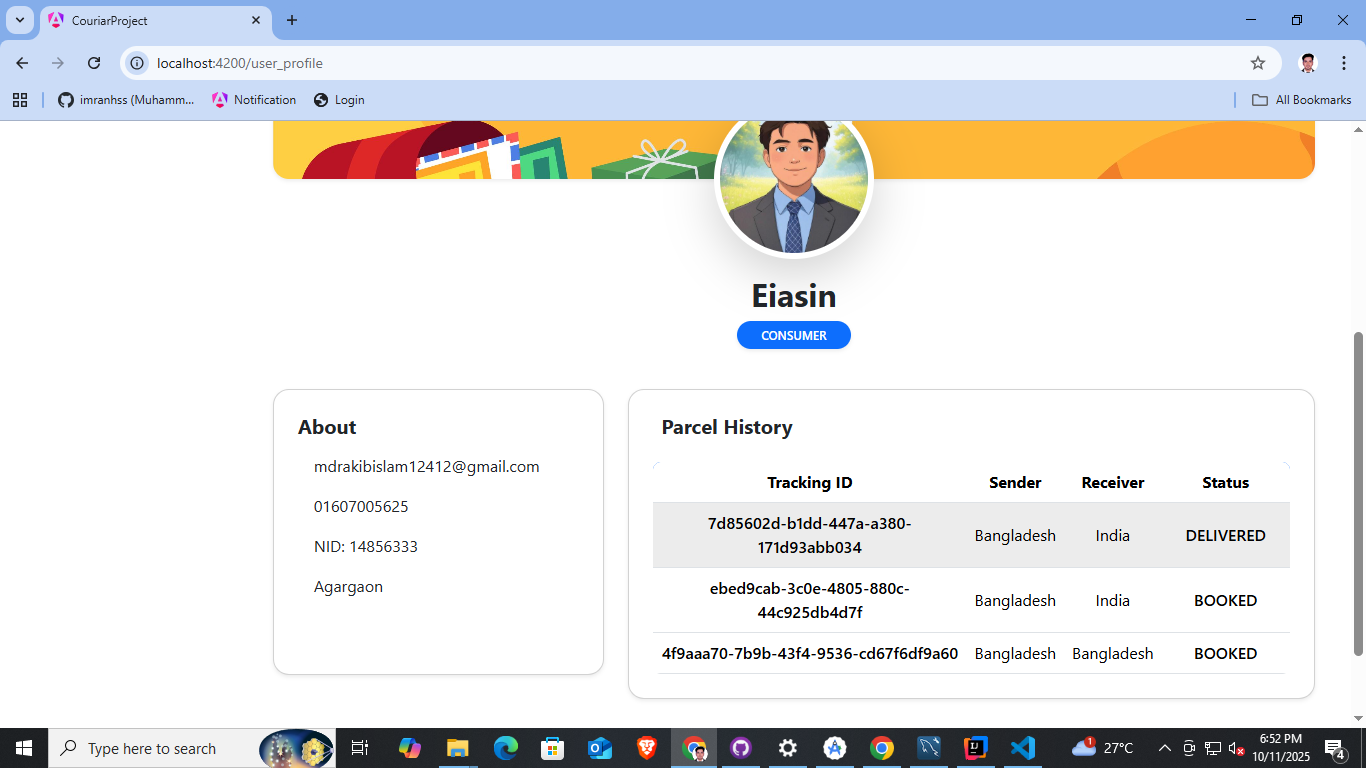 CouriarProject
localhost:4200/user_profile
imranhss (Muhamm... Notification Login All Bookmarks
Eiasin
CONSUMER
About
mdrakibislam12412@gmail.com
01607005625
NID: 14856333
Agargaon
Parcel History
Tracking ID Sender Receiver Status
7d85602d-b1dd-447a-a380-
171d93abb034 Bangladesh India DELIVERED
ebed9cab-3c0e-4805-880c-
44c925db4d7f Bangladesh India BOOKED
4f9aaa70-7b9b-43f4-9536-cd67f6df9a60 Bangladesh Bangladesh BOOKED
Type here to search
1
27°C
6:52 PM
10/11/2025
4